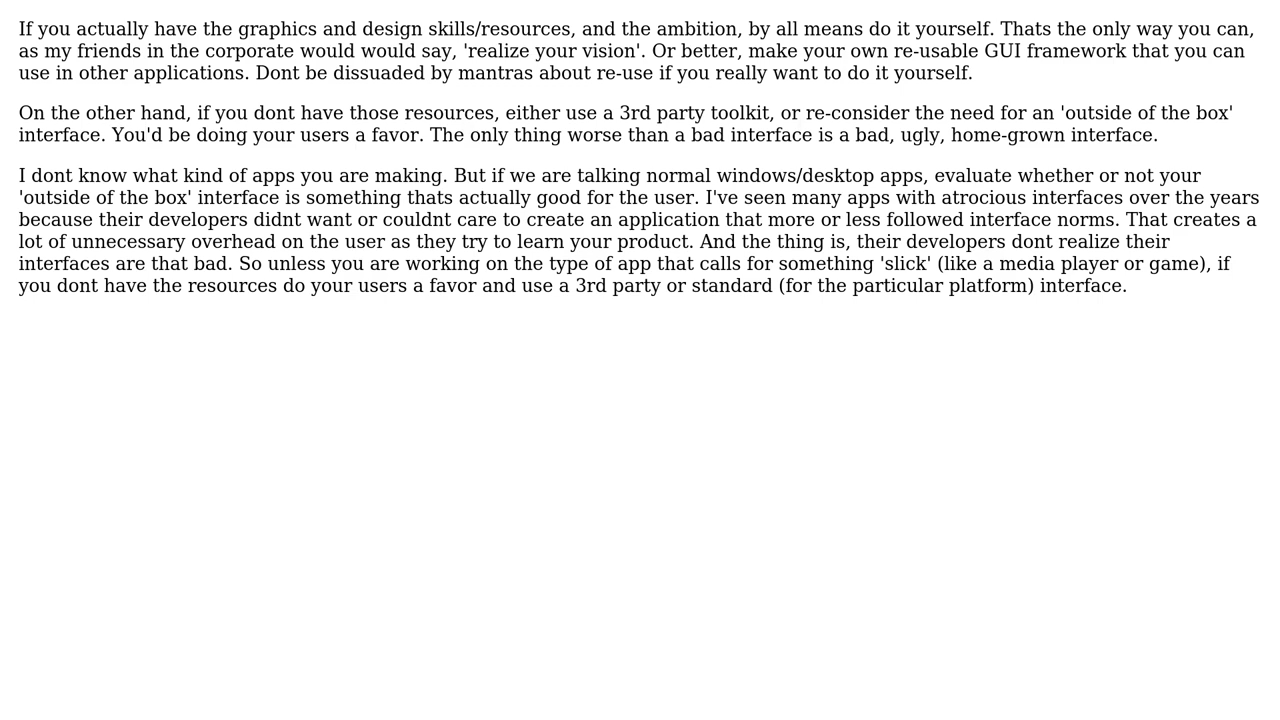 If you actually have the graphics and design skills/resources, and the ambition, by all means do it yourself. Thats the only way you can,
as my friends in the corporate would would say, 'realize your vision'. Or better, make your own re-usable GUI framework that you can
use in other applications. Dont be dissuaded by mantras about re-use if you really want to do it yourself.
On the other hand, if you dont have those resources, either use a 3rd party toolkit, or re-consider the need for an 'outside of the box'
interface. You'd be doing your users a favor. The only thing worse than a bad interface is a bad, ugly, home-grown interface.
I dont know what kind of apps you are making. But if we are talking normal windows/desktop apps, evaluate whether or not your
'outside of the box' interface is something thats actually good for the user. I've seen many apps with atrocious interfaces over the years
because their developers didnt want or couldnt care to create an application that more or less followed interface norms. That creates a
lot of unnecessary overhead on the user as they try to learn your product. And the thing is, their developers dont realize their
interfaces are that bad. So unless you are working on the type of app that calls for something 'slick' (like a media player or game), if
you dont have the resources do your users a favor and use a 3rd party or standard (for the particular platform) interface.